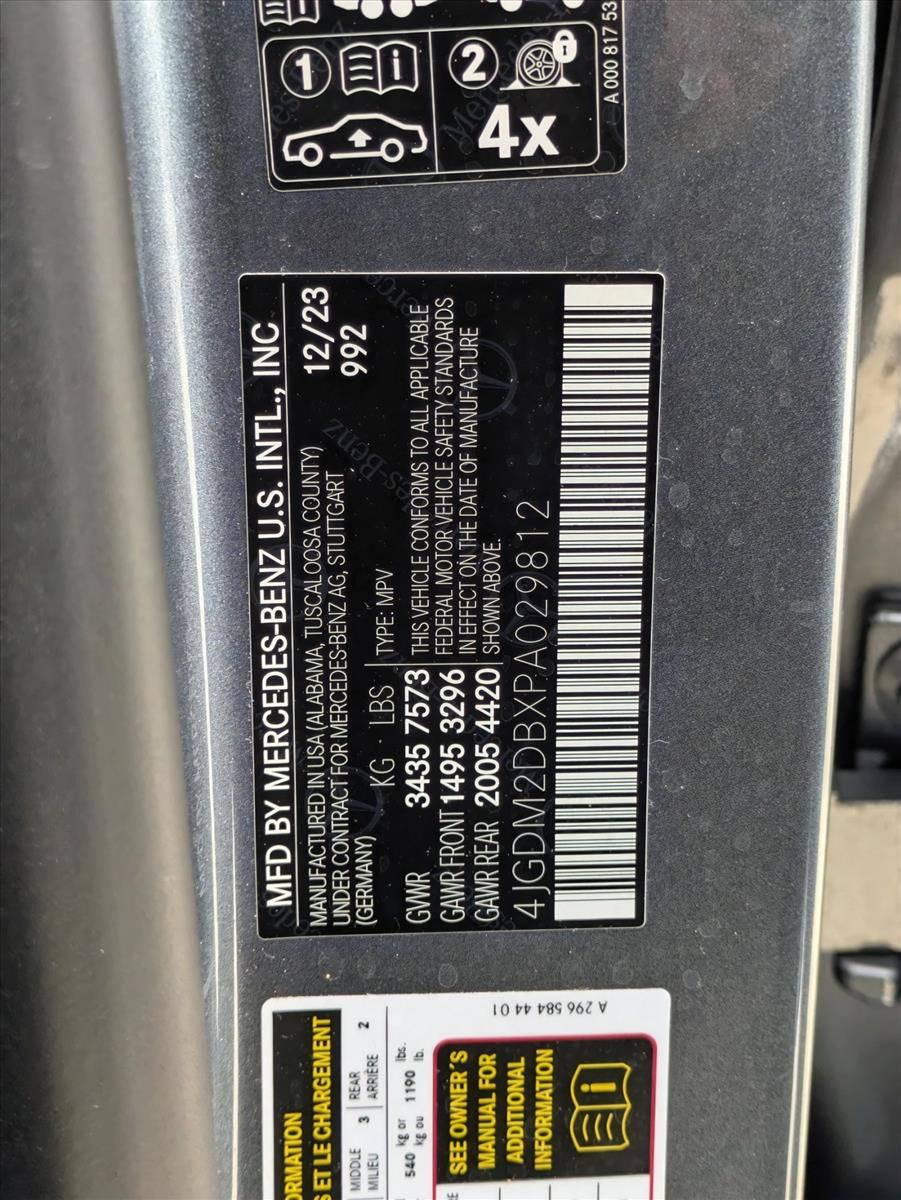 1
2
4x
A 000 817 53
MFD BY MERCEDES-BENZ U.S. INTL., INC
MANUFACTURED IN USA (ALABAMA, TUSCALOOSA COUNTY)
UNDER CONTRACT FOR MERCEDES-BENZ AG, STUTTGART
(GERMANY)
12/23
992
KG · LBS
TYPE: MPV
GVWR 3435 7573
GAWR FRONT 1495 3296
GAWR REAR 2005 4420
THIS VEHICLE CONFORMS TO ALL APPLICABLE
FEDERAL MOTOR VEHICLE SAFETY STANDARDS
IN EFFECT ON THE DATE OF MANUFACTURE
SHOWN ABOVE.
4JGDM2DBXPA029812
ORMATION
S ET LE CHARGEMENT
MIDDLE 3 REAR 2
MILIEU ARRIÈRE
540 kg or 1190 lbs.
kg ou lb.
SEE OWNER'S
MANUAL FOR
ADDITIONAL
INFORMATION
A 296 584 44 01